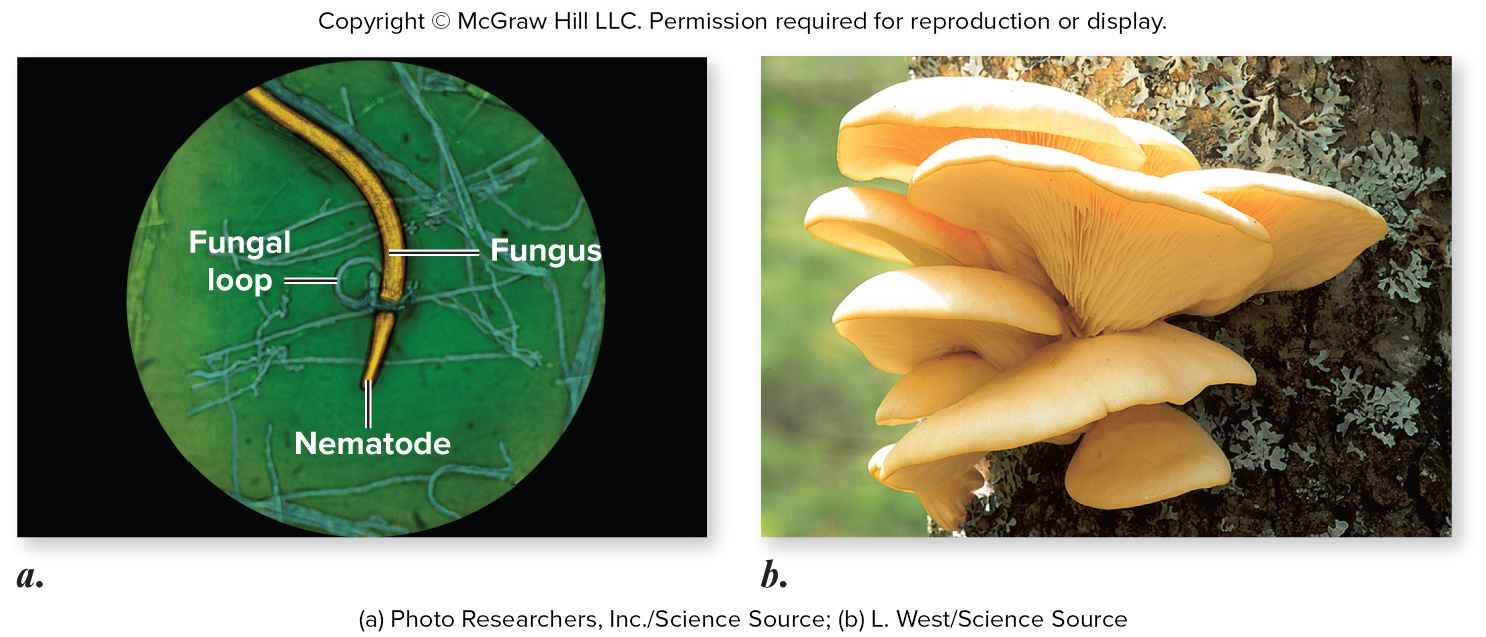 Copyright © McGraw Hill LLC. Permission required for reproduction or display.
Fungal
loop
Fungus
Nematode
a.
b.
(a) Photo Researchers, Inc./Science Source; (b) L. West/Science Source